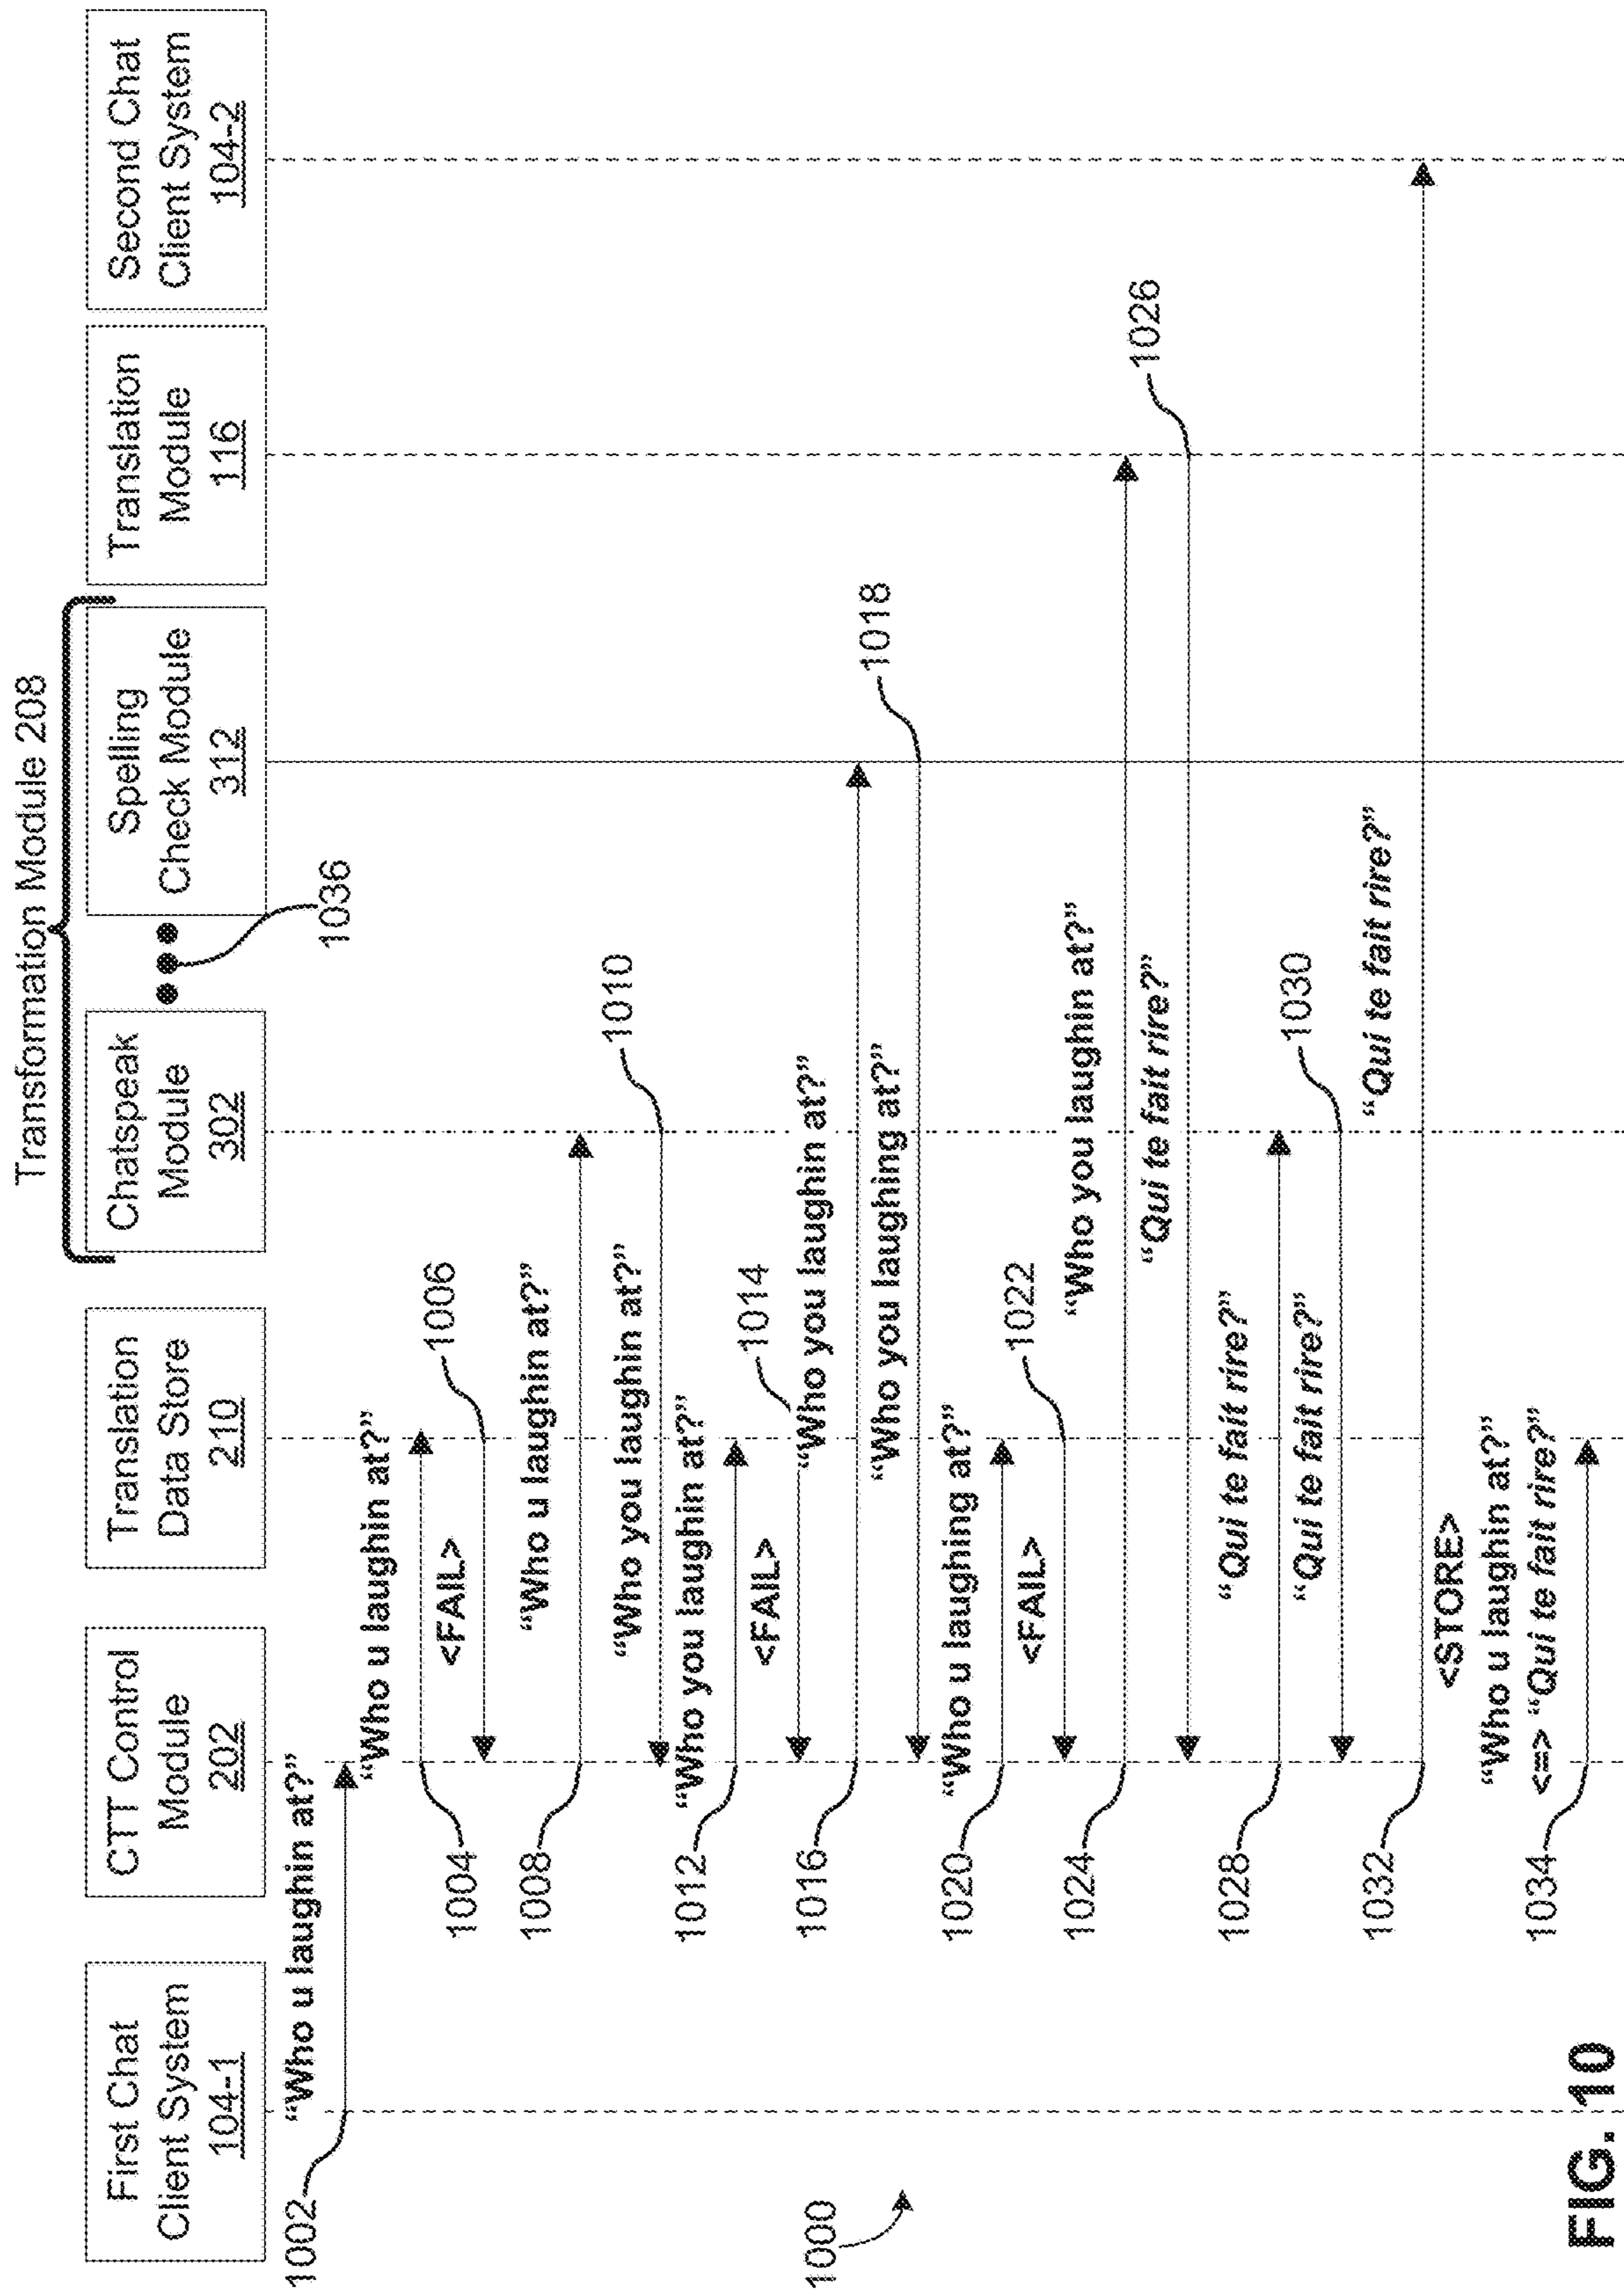 Transformation Module 208
First Chat
Client System
104-1
CTT Control
Module
202
Translation
Data Store
210
Chatspeak
Module
302
Spelling
Check Module
312
Translation
Module
116
Second Chat
Client System
104-2
1036
1002
“Who u laughin at?”
“Who u laughin at?”
1004
<FAIL>
1006
1008
“Who u laughin at?”
“Who you laughin at?”
1010
“Who you laughin at?”
1012
<FAIL>
1014
“Who you laughin at?”
1016
“Who you laughing at?”
1018
“Who u laughing at?”
1020
<FAIL>
1022
“Who you laughin at?”
1024
“Qui te fait rire?”
1026
“Qui te fait rire?”
1028
“Qui te fait rire?”
1030
“Qui te fait rire?”
1032
<STORE>
“Who u laughin at?”
<=> “Qui te fait rire?”
1034
1000
FIG. 10